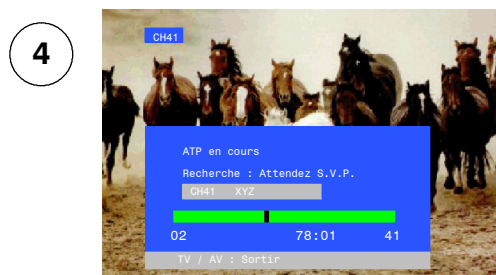 4
CH41
ATP en cours
Recherche : Attendez S.V.P.
CH41 XYZ
02 78:01 41
TV / AV : Sortir